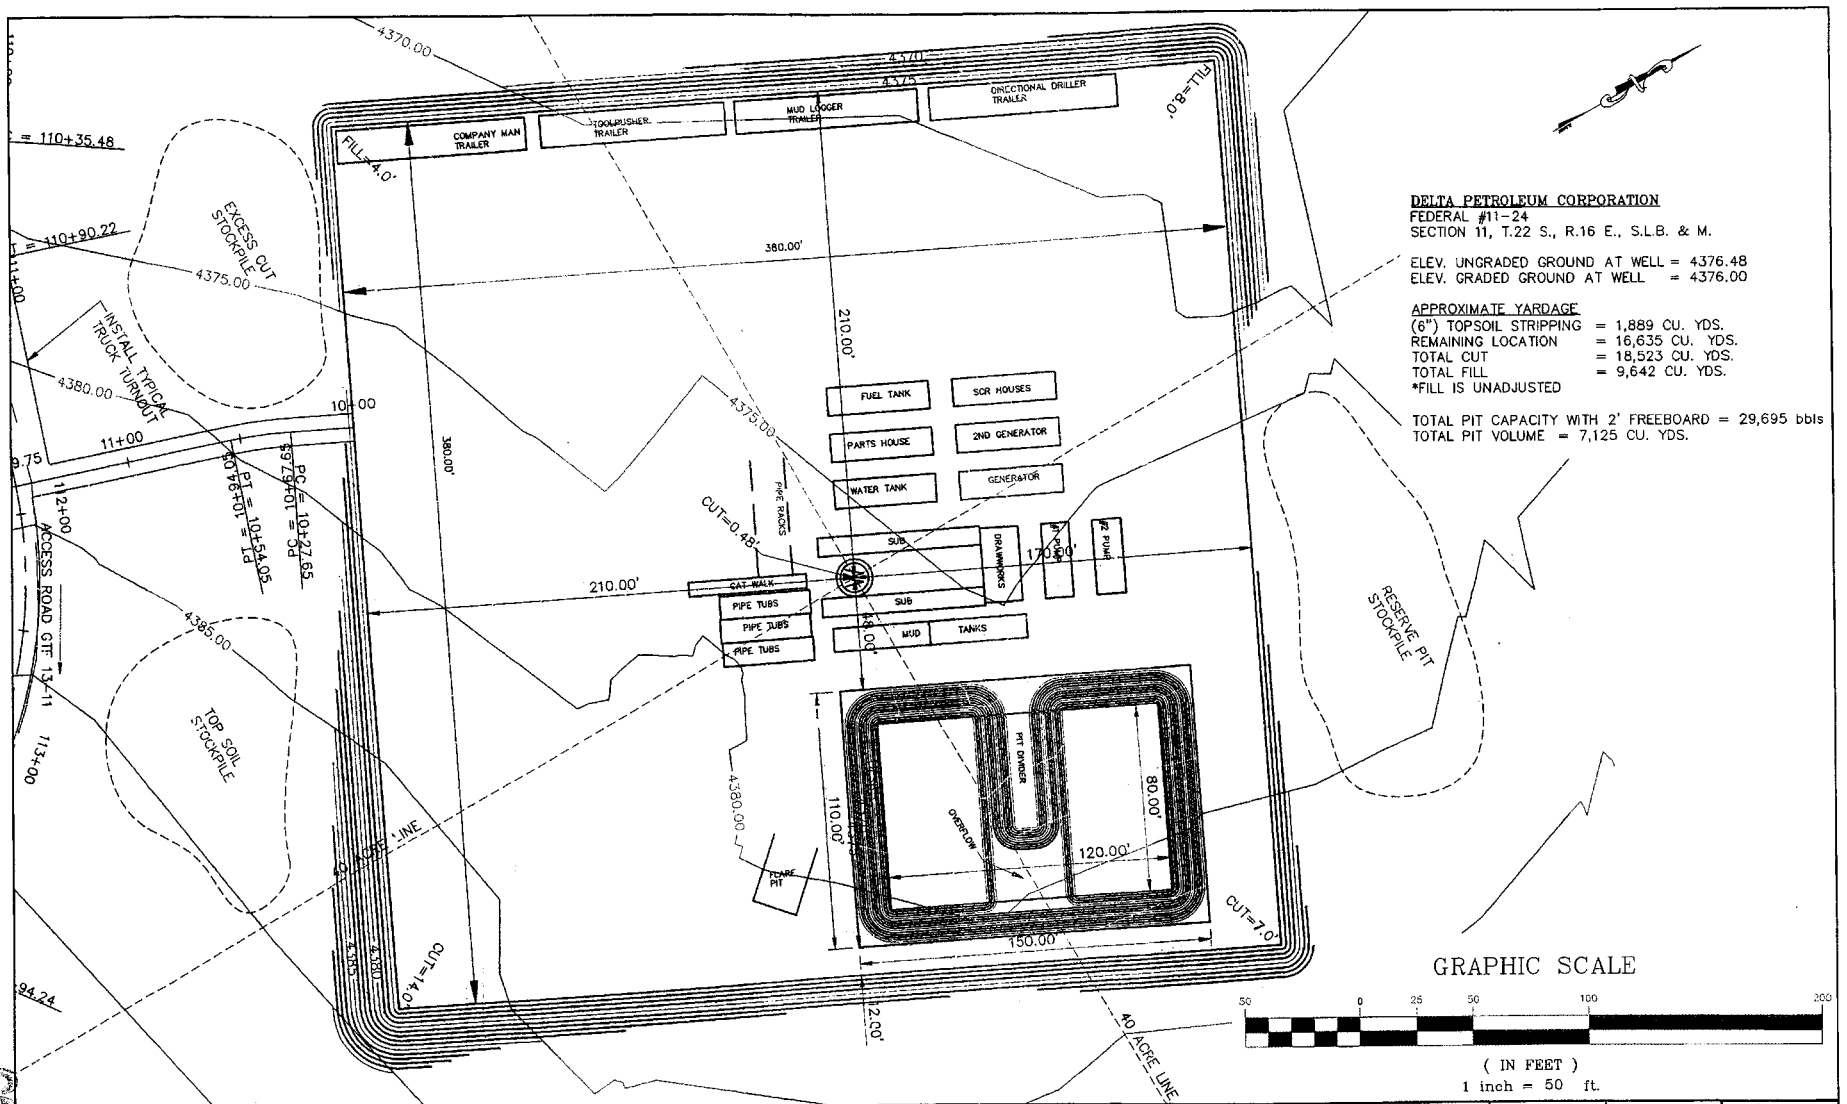 4370.00
4370
4375
DIRECTIONAL DRILLER
TRAILER
MUD LOGGER
TRAILER
TOOLPUSHER
TRAILER
COMPANY MAN
TRAILER
FILL=4.0'
FILL=8.0'
= 110+35.48
= 110+90.22
111+00
EXCESS CUT
STOCKPILE
4375.00
INSTALL TYPICAL
TRUCK TURNOUT
4380.00
380.00'
210.00'
380.00'
DELTA PETROLEUM CORPORATION
FEDERAL #11-24
SECTION 11, T.22 S., R.16 E., S.L.B. & M.
ELEV. UNGRADED GROUND AT WELL = 4376.48
ELEV. GRADED GROUND AT WELL = 4376.00
APPROXIMATE YARDAGE
(6") TOPSOIL STRIPPING = 1,889 CU. YDS.
REMAINING LOCATION = 16,635 CU. YDS.
TOTAL CUT = 18,523 CU. YDS.
TOTAL FILL = 9,642 CU. YDS.
*FILL IS UNADJUSTED
TOTAL PIT CAPACITY WITH 2' FREEBOARD = 29,695 bbls
TOTAL PIT VOLUME = 7,125 CU. YDS.
10+00
11+00
9.75
112+00
PC = 10+27.65
PT = 10+54.05
PC = 10+67.65
PT = 10+94.05
4375.00
FUEL TANK
SCR HOUSES
PARTS HOUSE
2ND GENERATOR
WATER TANK
GENERATOR
PIPE RACKS
CUT=0.48'
SUB
DRAWWORKS
#1 PUMP
#2 PUMP
170.00'
210.00'
CAT WALK
PIPE TUBS
PIPE TUBS
PIPE TUBS
SUB
MUD
TANKS
48.00'
ACCESS ROAD GTF 13-11
4385.00
TOP SOIL
STOCKPILE
113+00
RESERVE PIT
STOCKPILE
PIT DIVIDER
OVERFLOW
80.00'
110.00'
120.00'
150.00'
4380.00
FLARE
PIT
40 ACRE LINE
4385
4380
CUT=14.0'
CUT=7.0'
94.24
12.00'
40 ACRE LINE
GRAPHIC SCALE
50 0 25 50 100 200
( IN FEET )
1 inch = 50 ft.